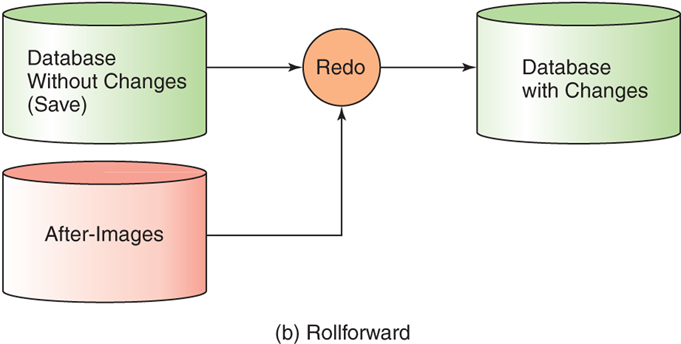 Database
Without Changes
(Save)
Redo
Database
with Changes
After-Images
(b) Rollforward